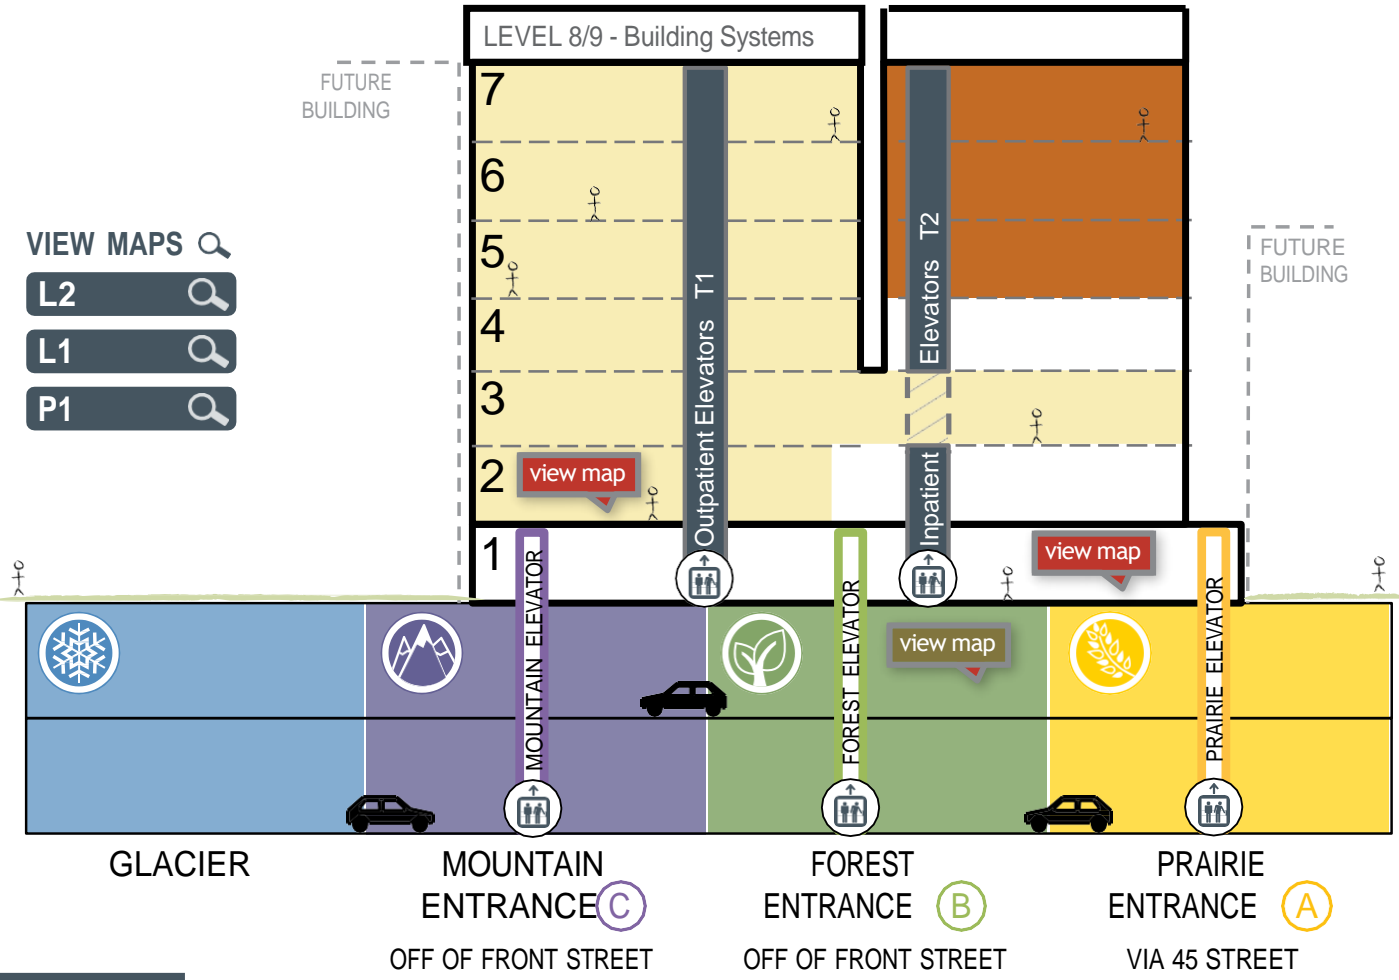 LEVEL 8/9 - Building Systems
FUTURE
BUILDING
7
6
5
4
3
2
1
VIEW MAPS
L2
L1
P1
Outpatient Elevators T1
Inpatient Elevators T2
FUTURE
BUILDING
view map
view map
view map
MOUNTAIN ELEVATOR
FOREST ELEVATOR
PRAIRIE ELEVATOR
GLACIER
MOUNTAIN
ENTRANCE C
OFF OF FRONT STREET
FOREST
ENTRANCE B
OFF OF FRONT STREET
PRAIRIE
ENTRANCE A
VIA 45 STREET